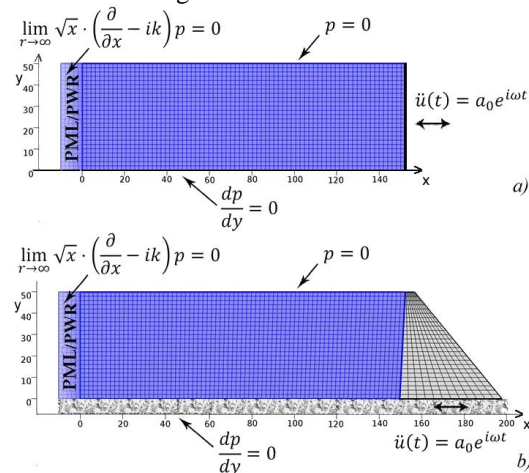 lim r→∞ √x · (∂/∂x − ik) p = 0
p = 0
y
50
40
30
20
10
0
PML/PWR
0 20 40 60 80 100 120 140 x
ü(t) = a₀e^{iωt}
dp/dy = 0
a)
lim r→∞ √x · (∂/∂x − ik) p = 0
p = 0
y
50
40
30
20
10
0
PML/PWR
0 20 40 60 80 100 120 140 160 180 200 x
dp/dy = 0
ü(t) = a₀e^{iωt}
b)